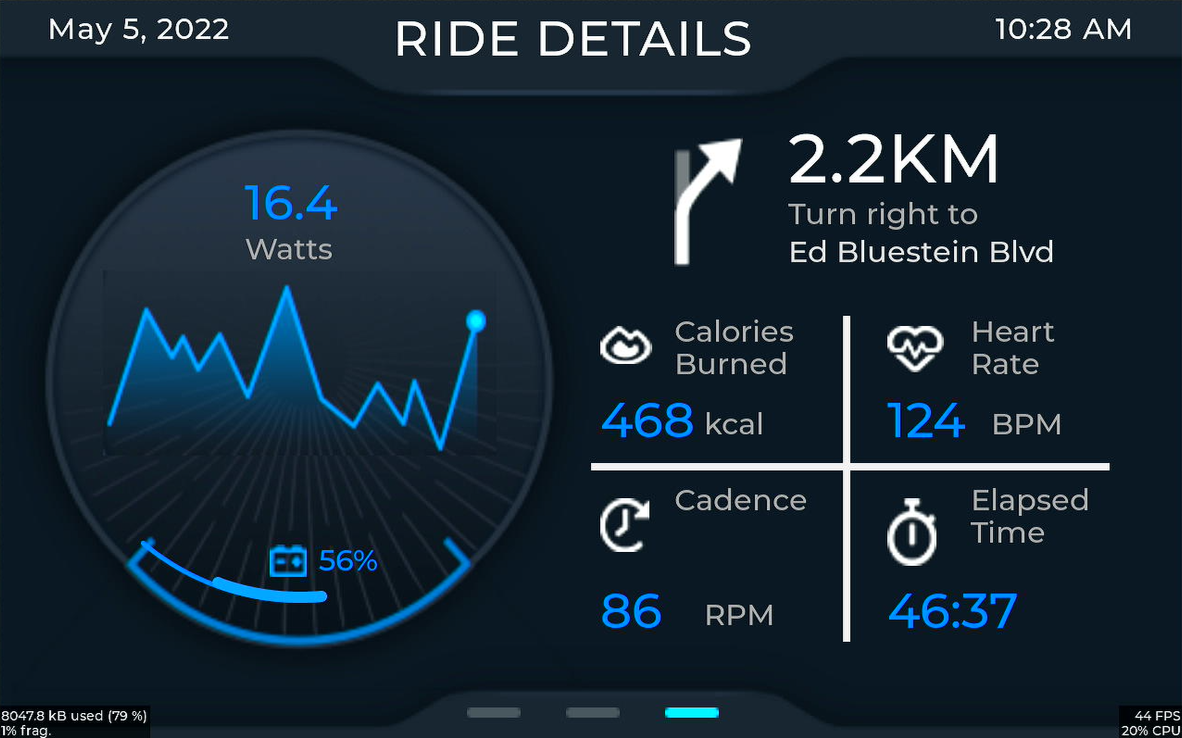 May 5, 2022
RIDE DETAILS
10:28 AM
16.4
Watts
56%
2.2KM
Turn right to
Ed Bluestein Blvd
Calories
Burned
468 kcal
Heart
Rate
124 BPM
Cadence
86 RPM
Elapsed
Time
46:37
8047.8 kB used (79 %)
1% frag.
44 FPS
20% CPU